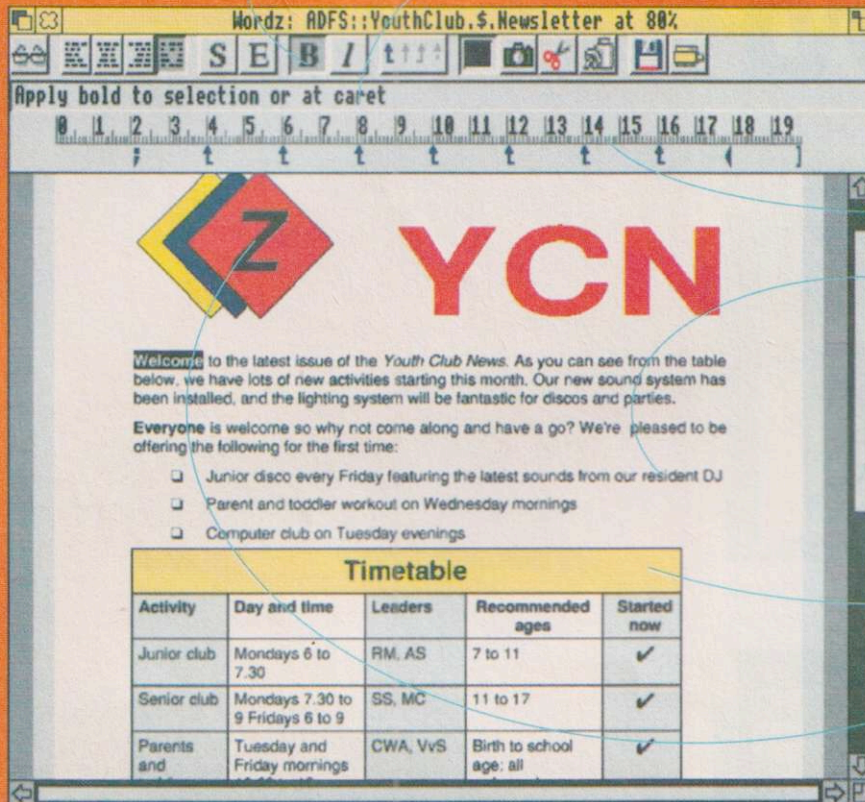 Wordz: ADFS::YouthClub.$.Newsletter at 80%
S E B I
Apply bold to selection or at caret
0 1 2 3 4 5 6 7 8 9 10 11 12 13 14 15 16 17 18 19
Z YCN
Welcome to the latest issue of the Youth Club News. As you can see from the table
below, we have lots of new activities starting this month. Our new sound system has
been installed, and the lighting system will be fantastic for discos and parties.
Everyone is welcome so why not come along and have a go? We're pleased to be
offering the following for the first time:
Junior disco every Friday featuring the latest sounds from our resident DJ
Parent and toddler workout on Wednesday mornings
Computer club on Tuesday evenings
Timetable
Activity Day and time Leaders Recommended ages Started now
Junior club Mondays 6 to 7.30 RM, AS 7 to 11 ✔
Senior club Mondays 7.30 to 9 Fridays 6 to 9 SS, MC 11 to 17 ✔
Parents and Tuesday and Friday mornings CWA, VvS Birth to school age: all ✔